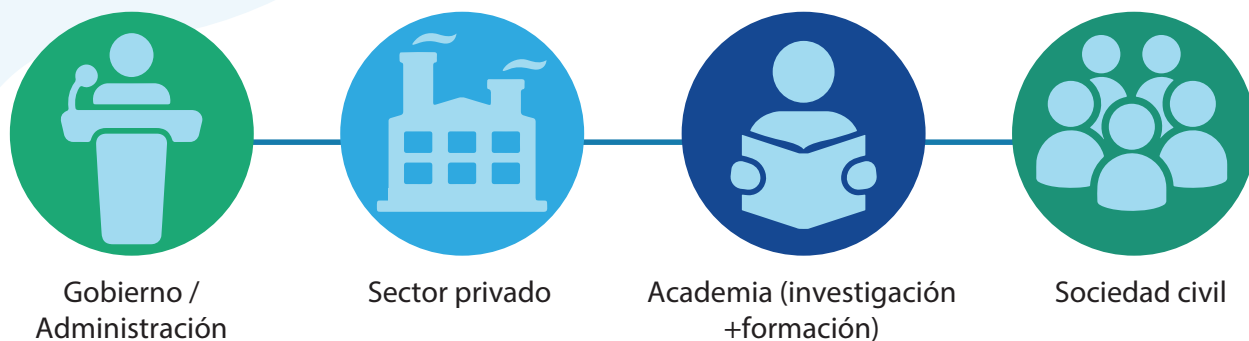 Gobierno /
Administración
Sector privado
Academia (investigación
+formación)
Sociedad civil